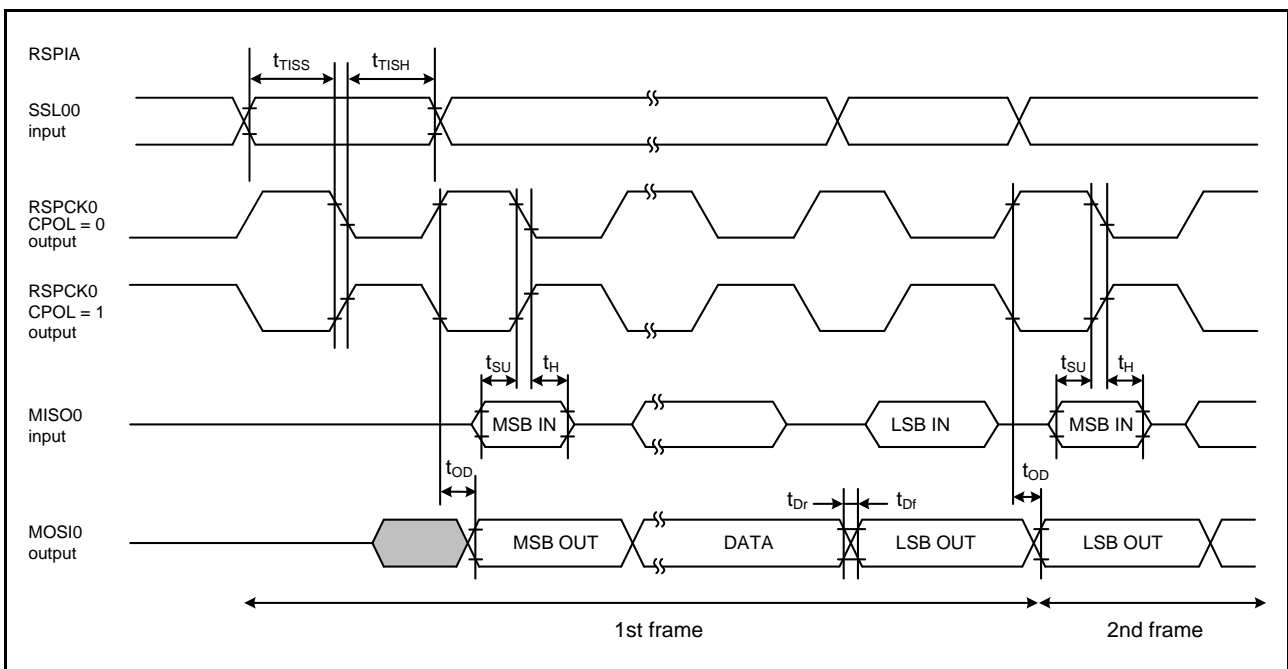 RSPIA
tTISS
tTISH
SSL00
input
RSPCK0
CPOL = 0
output
RSPCK0
CPOL = 1
output
tSU
tH
tSU
tH
MISO0
input
MSB IN
LSB IN
MSB IN
tOD
tDr
tDf
tOD
MOSI0
output
MSB OUT
DATA
LSB OUT
LSB OUT
1st frame
2nd frame